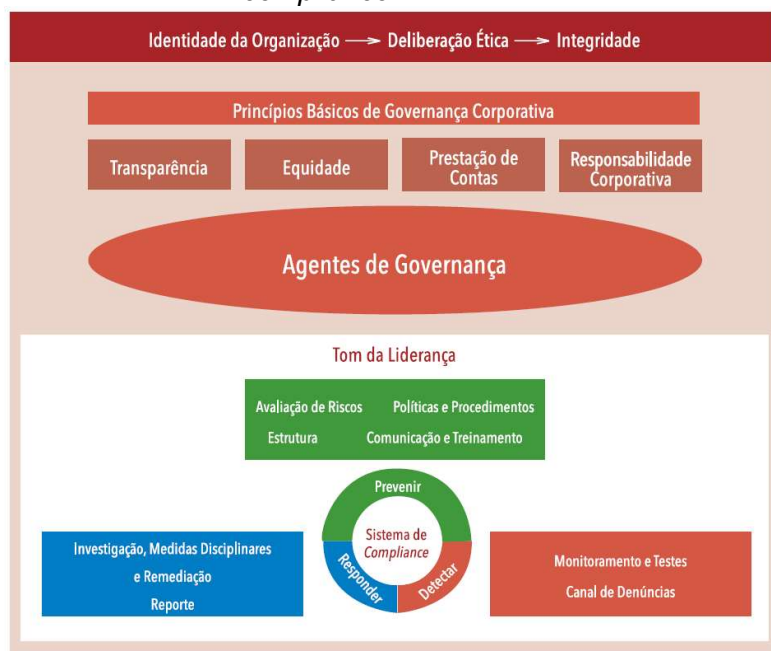 Identidade da Organização → Deliberação Ética → Integridade
Princípios Básicos de Governança Corporativa
Transparência
Equidade
Prestação de
Contas
Responsabilidade
Corporativa
Agentes de Governança
Tom da Liderança
Avaliação de Riscos Políticas e Procedimentos
Estrutura Comunicação e Treinamento
Prevenir
Sistema de
Compliance
Responder
Detectar
Investigação, Medidas Disciplinares
e Remediação
Reporte
Monitoramento e Testes
Canal de Denúncias